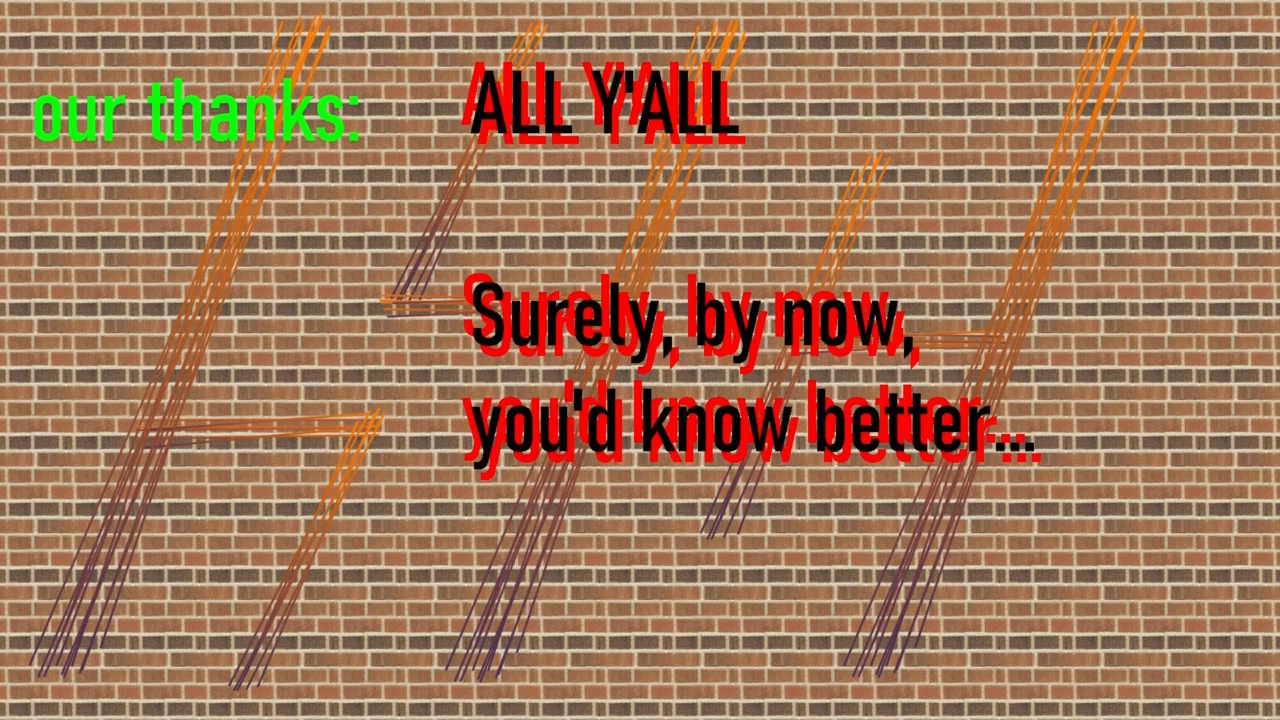 our thanks:
ALL Y'ALL
Surely, by now,
you'd know better...